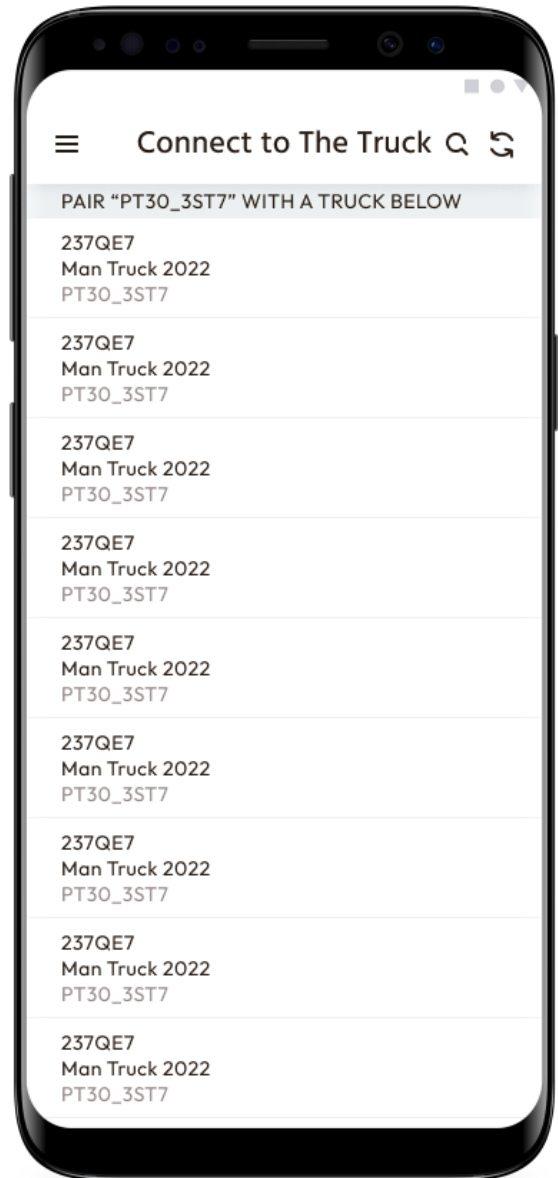 Connect to The Truck
PAIR “PT30_3ST7” WITH A TRUCK BELOW
237QE7
Man Truck 2022
PT30_3ST7
237QE7
Man Truck 2022
PT30_3ST7
237QE7
Man Truck 2022
PT30_3ST7
237QE7
Man Truck 2022
PT30_3ST7
237QE7
Man Truck 2022
PT30_3ST7
237QE7
Man Truck 2022
PT30_3ST7
237QE7
Man Truck 2022
PT30_3ST7
237QE7
Man Truck 2022
PT30_3ST7
237QE7
Man Truck 2022
PT30_3ST7